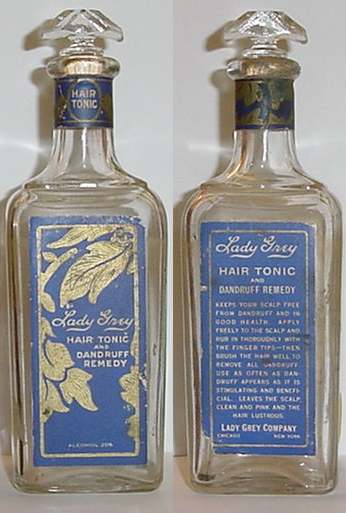 HAIR
TONIC
Lady Grey
HAIR TONIC
AND
DANDRUFF
REMEDY
ALCOHOL 25%
Lady Grey
HAIR TONIC
AND
DANDRUFF REMEDY
KEEPS YOUR SCALP FREE
FROM DANDRUFF AND IN
GOOD HEALTH. APPLY
FREELY TO THE SCALP AND
RUB IN THOROUGHLY WITH
THE FINGER TIPS—THEN
BRUSH THE HAIR WELL TO
REMOVE ALL DANDRUFF.
USE AS OFTEN AS DAN-
DRUFF APPEARS AS IT IS
STIMULATING AND BENEFI-
CIAL. LEAVES THE SCALP
CLEAN AND PINK AND THE
HAIR LUSTROUS.
LADY GREY COMPANY
CHICAGO NEW YORK